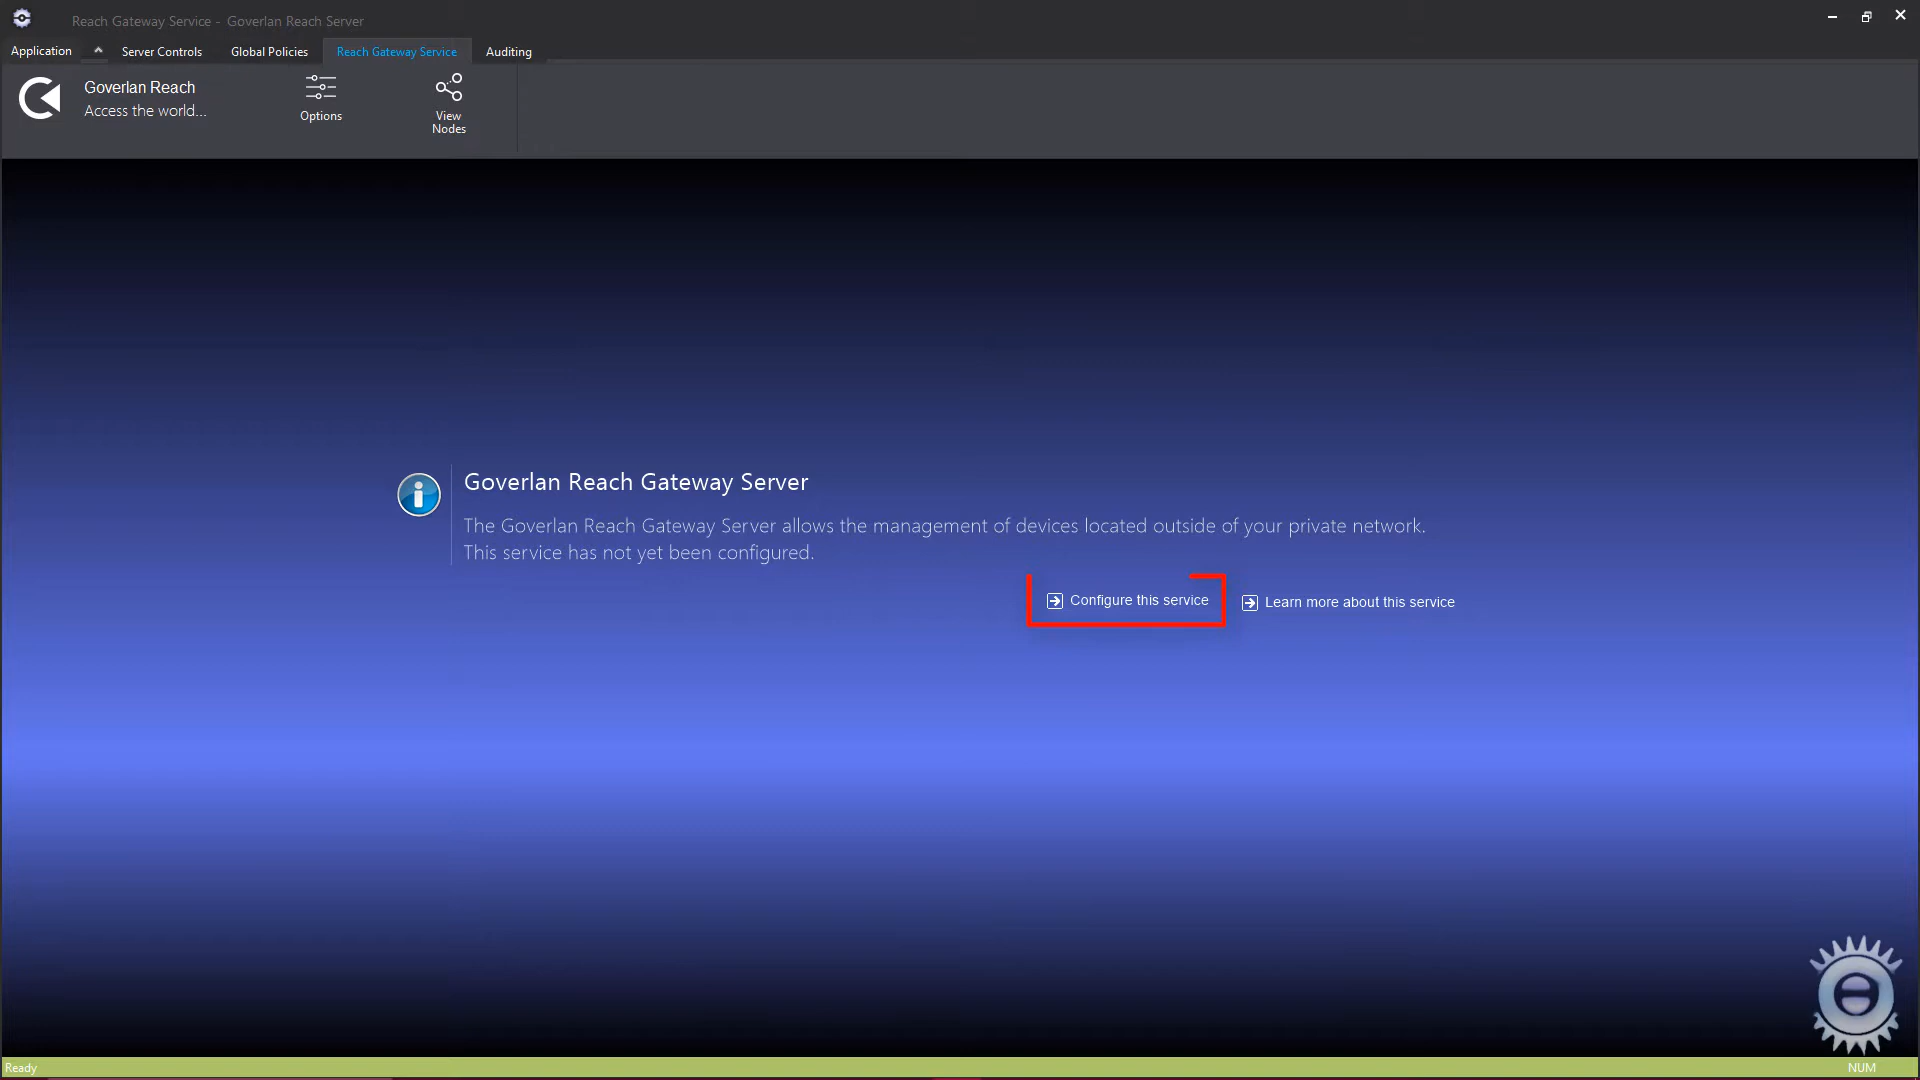 Reach Gateway Service - Goverlan Reach Server
Application
Server Controls
Global Policies
Reach Gateway Service
Auditing
Goverlan Reach
Access the world...
Options
View
Nodes
Goverlan Reach Gateway Server
The Goverlan Reach Gateway Server allows the management of devices located outside of your private network.
This service has not yet been configured.
Configure this service
Learn more about this service
Ready
NUM